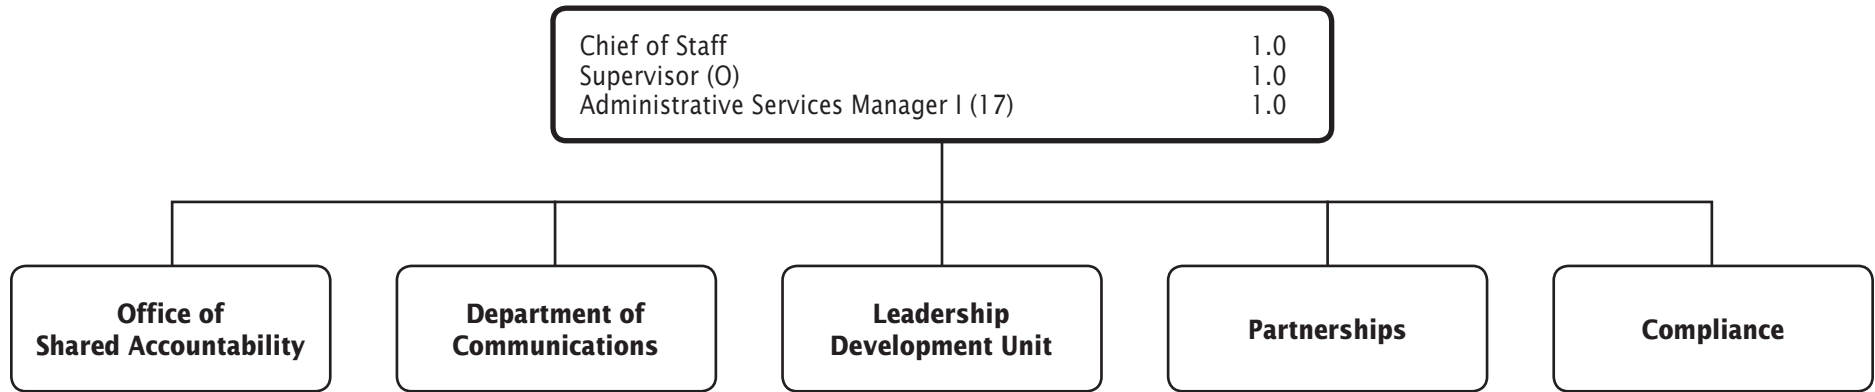 Chief of Staff 1.0
Supervisor (O) 1.0
Administrative Services Manager I (17) 1.0
Office of
Shared Accountability
Department of
Communications
Leadership
Development Unit
Partnerships
Compliance